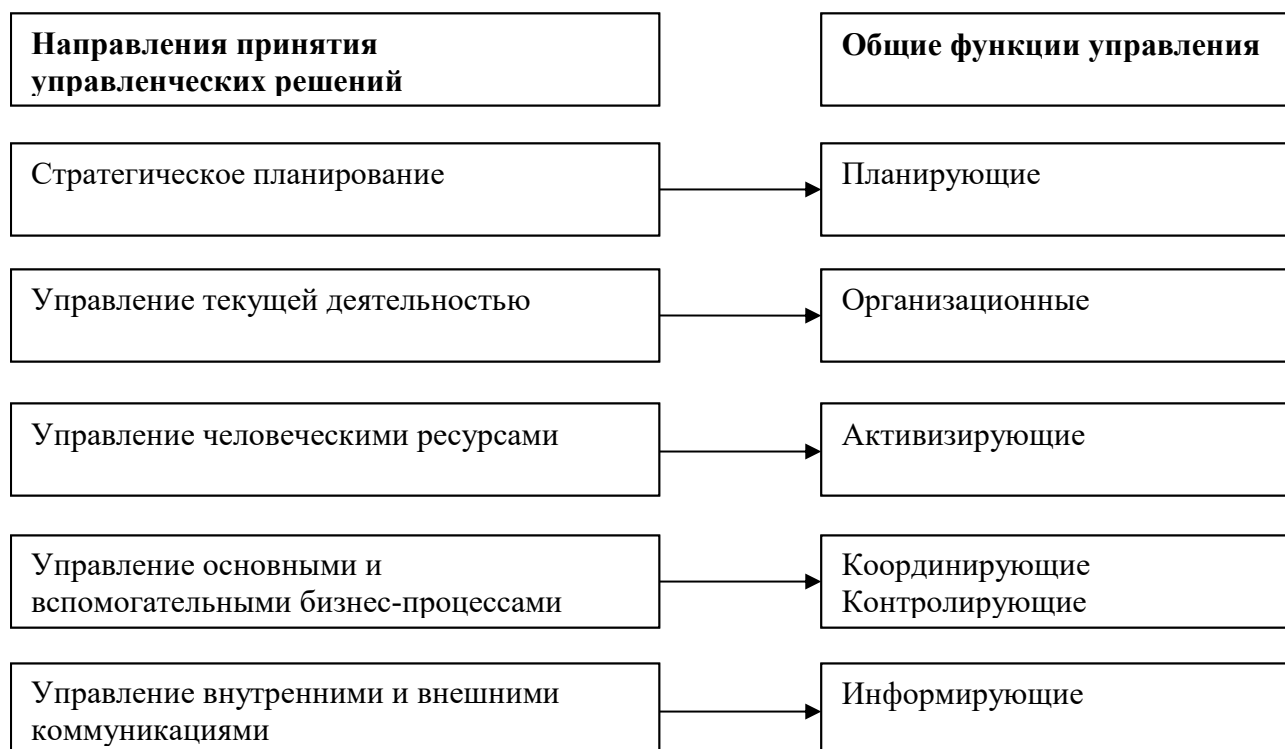 Направления принятия
управленческих решений
Общие функции управления
Стратегическое планирование
Планирующие
Управление текущей деятельностью
Организационные
Управление человеческими ресурсами
Активизирующие
Управление основными и
вспомогательными бизнес-процессами
Координирующие
Контролирующие
Управление внутренними и внешними
коммуникациями
Информирующие